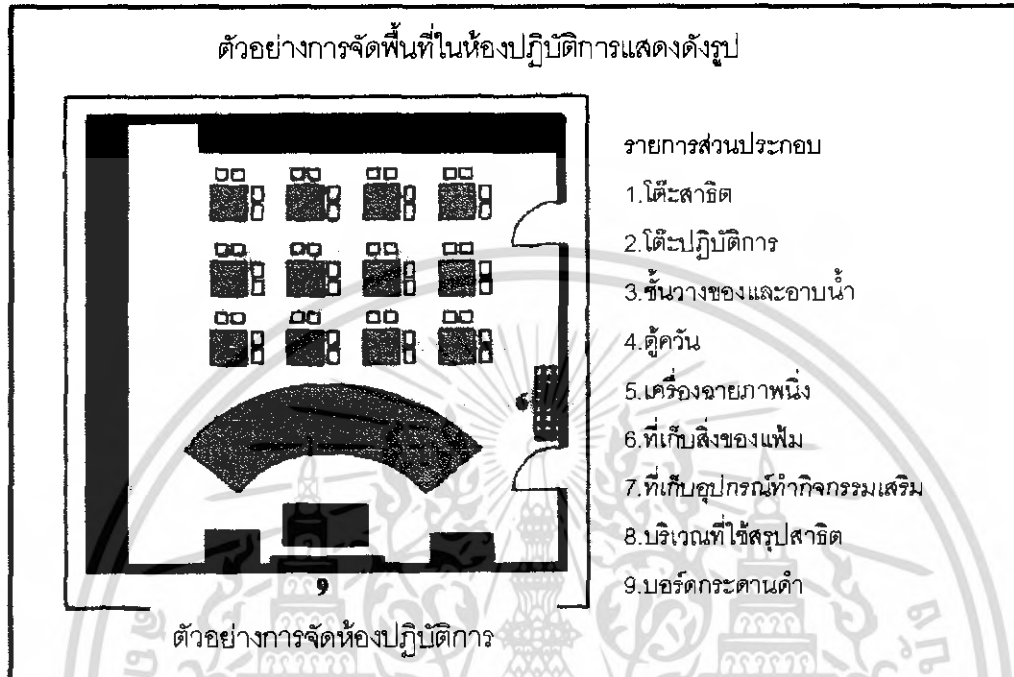 ตัวอย่างการจัดพื้นที่ในห้องปฏิบัติการแสดงดังรูป
รายการส่วนประกอบ
1.โต๊ะสาธิต
2.โต๊ะปฏิบัติการ
3.ชั้นวางของและอาบน้ำ
4.ตู้ควัน
5.เครื่องฉายภาพนิ่ง
6.ที่เก็บสิ่งของแฟ้ม
7.ที่เก็บอุปกรณ์ทำกิจกรรมเสริม
8.บริเวณที่ใช้สรุปสาธิต
9.บอร์ดกระดานดำ
6
9
ตัวอย่างการจัดห้องปฏิบัติการ